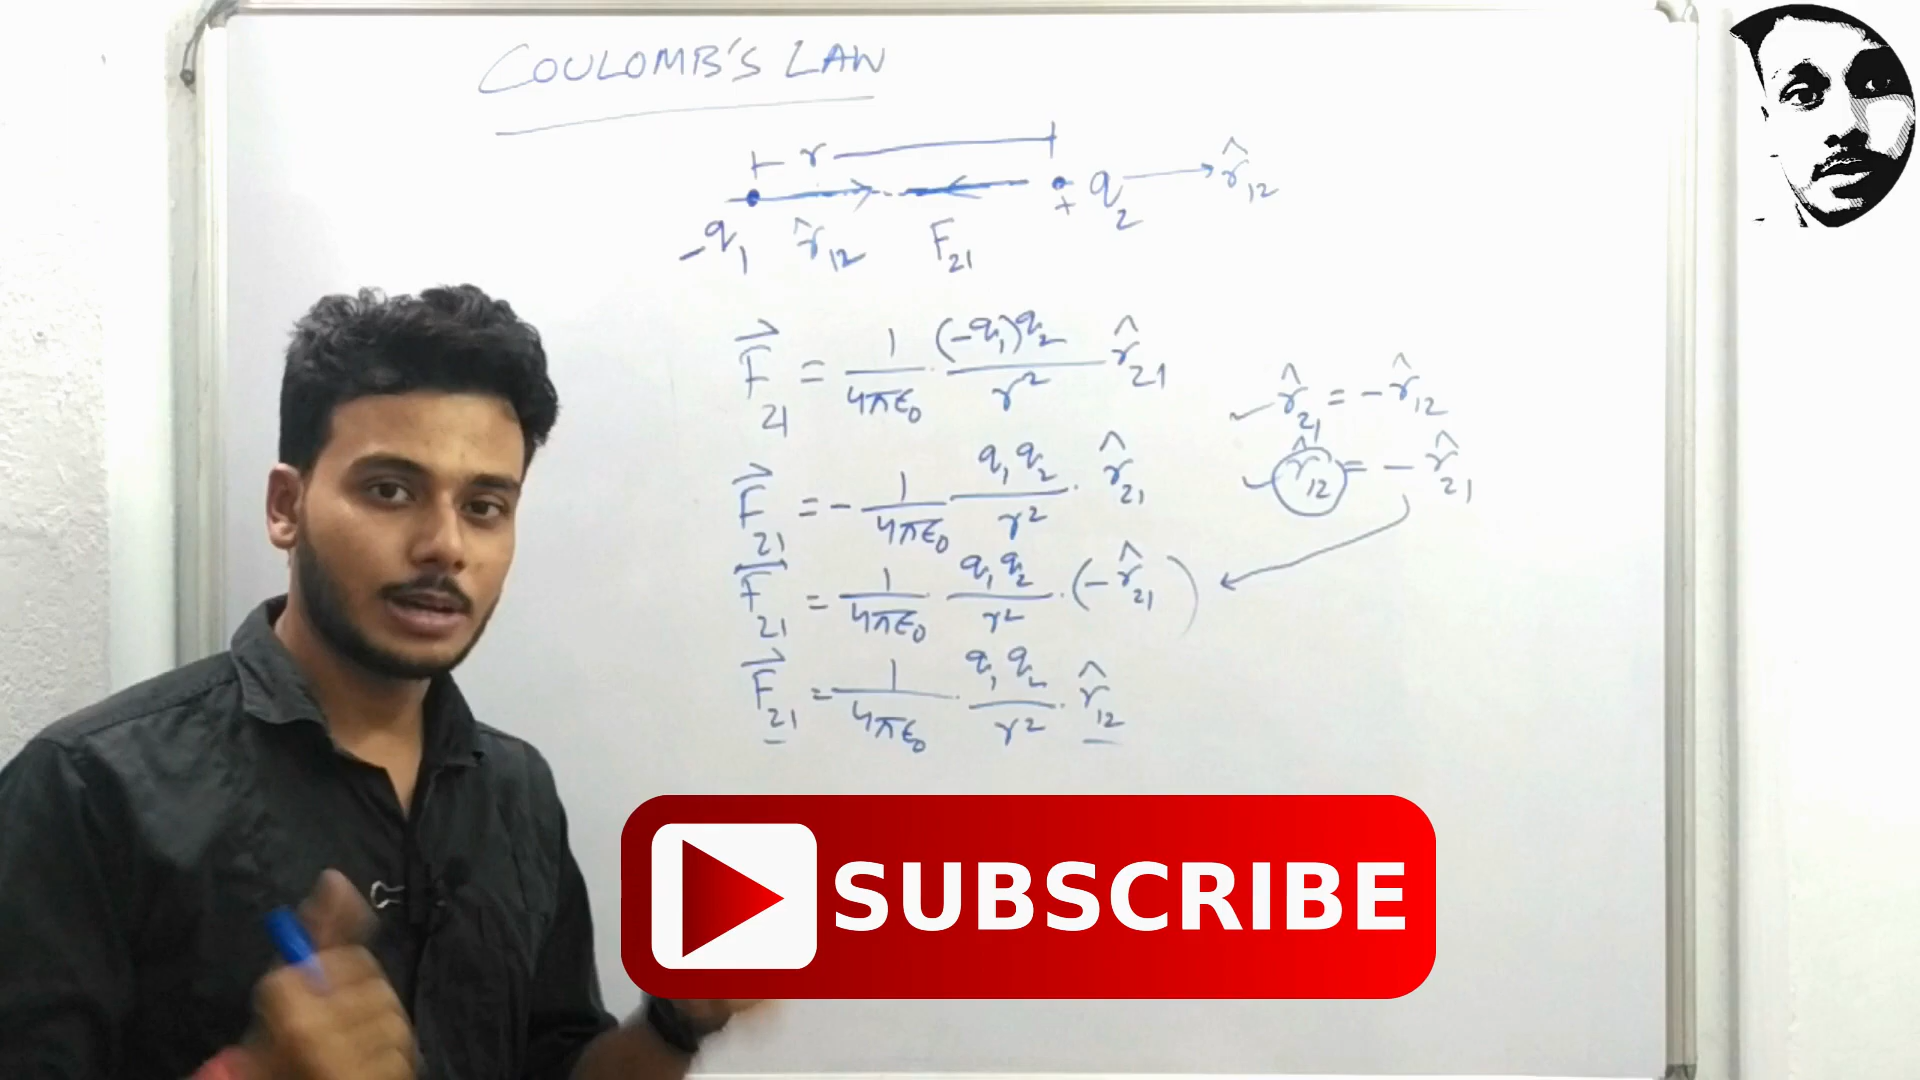 COULOMB'S LAW
r
-q₁ r̂₁₂ F₂₁ + q₂ r̂₁₂
F⃗₂₁ = 1/4πε₀ · (-q₁)q₂/r² r̂₂₁
r̂₂₁ = - r̂₁₂
r̂₁₂ = - r̂₂₁
F⃗₂₁ = - 1/4πε₀ q₁q₂/r² · r̂₂₁
F⃗₂₁ = 1/4πε₀ · q₁q₂/r² · (- r̂₂₁)
F⃗₂₁ = 1/4πε₀ · q₁q₂/r² · r̂₁₂
SUBSCRIBE